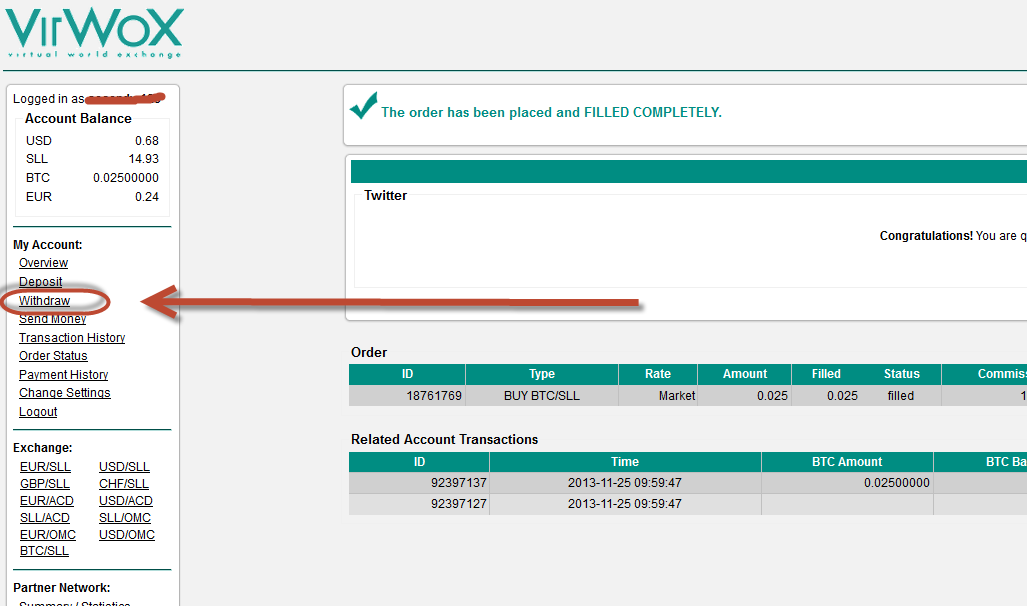 VirWoX
virtual world exchange
Logged in as
Account Balance
USD 0.68
SLL 14.93
BTC 0.02500000
EUR 0.24
My Account:
Overview
Deposit
Withdraw
Send Money
Transaction History
Order Status
Payment History
Change Settings
Logout
Exchange:
EUR/SLL USD/SLL
GBP/SLL CHF/SLL
EUR/ACD USD/ACD
SLL/ACD SLL/OMC
EUR/OMC USD/OMC
BTC/SLL
Partner Network:
Summary / Statistics
The order has been placed and FILLED COMPLETELY.
Twitter
Congratulations! You are q
Order
ID Type Rate Amount Filled Status Commiss
18761769 BUY BTC/SLL Market 0.025 0.025 filled 1
Related Account Transactions
ID Time BTC Amount BTC Ba
92397137 2013-11-25 09:59:47 0.02500000
92397127 2013-11-25 09:59:47